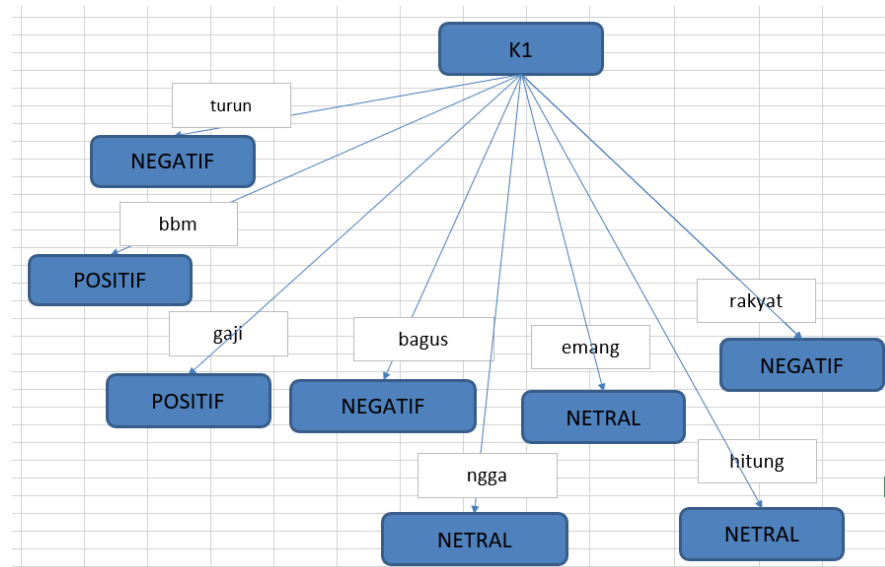 K1
turun
NEGATIF
bbm
POSITIF
gaji
POSITIF
bagus
NEGATIF
ngga
NETRAL
emang
NETRAL
hitung
NETRAL
rakyat
NEGATIF